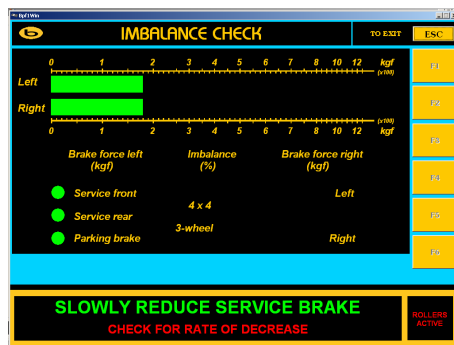 Bpf1Win
IMBALANCE CHECK
TO EXIT
ESC
0 1 2 3 4 5 6 7 8 10 12 kgf
(x100)
Left
Right
(x100)
0 1 2 3 4 5 6 7 8 10 12 kgf
Brake force left Imbalance Brake force right
(kgf) (%) (kgf)
Service front Left
4 x 4
Service rear
3-wheel
Parking brake Right
F1
F2
F3
F4
F5
F6
SLOWLY REDUCE SERVICE BRAKE
CHECK FOR RATE OF DECREASE
ROLLERS
ACTIVE